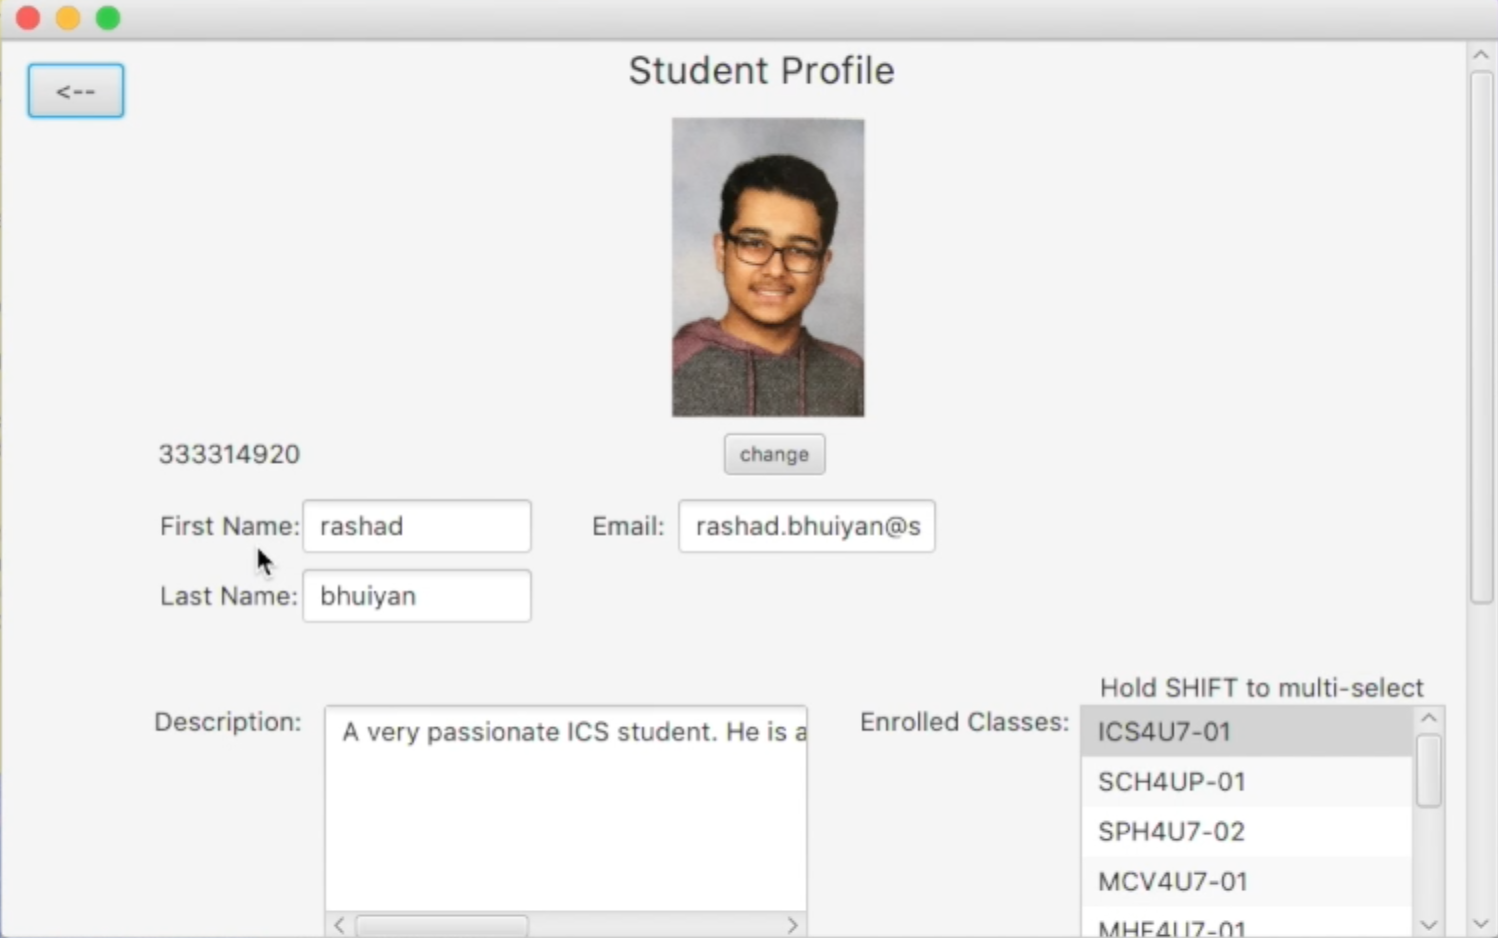 Student Profile
<--
333314920
change
First Name: rashad
Email: rashad.bhuiyan@s
Last Name: bhuiyan
Hold SHIFT to multi-select
Description: A very passionate ICS student. He is a
Enrolled Classes: ICS4U7-01
SCH4UP-01
SPH4U7-02
MCV4U7-01
MHF4U7-01